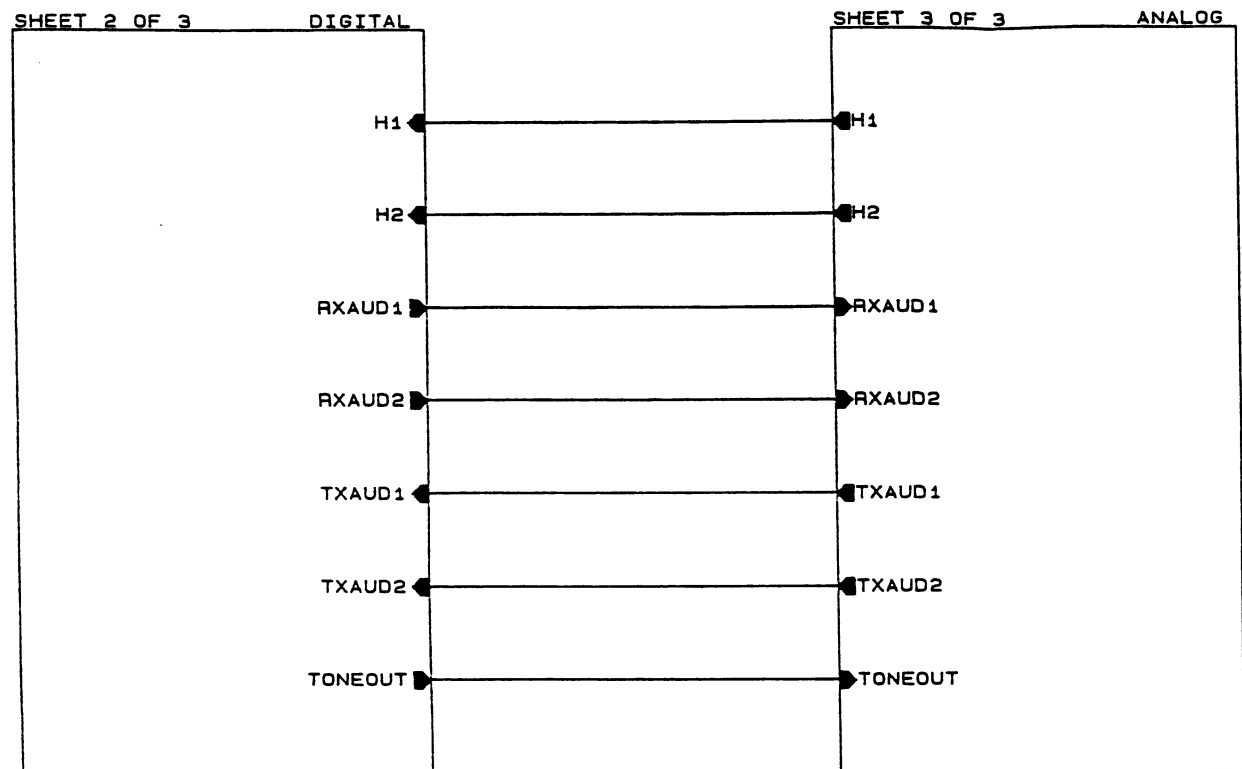 SHEET 2 OF 3 DIGITAL
SHEET 3 OF 3 ANALOG
H1 H1
H2 H2
RXAUD1 RXAUD1
RXAUD2 RXAUD2
TXAUD1 TXAUD1
TXAUD2 TXAUD2
TONEOUT TONEOUT